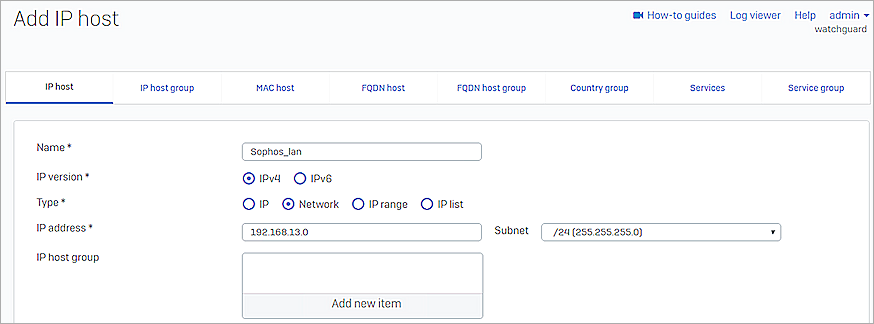 Add IP host
How-to guides Log viewer Help admin
watchguard
IP host IP host group MAC host FQDN host FQDN host group Country group Services Service group
Name * Sophos_lan
IP version * IPv4 IPv6
Type * IP Network IP range IP list
IP address * 192.168.13.0 Subnet /24 (255.255.255.0)
IP host group
Add new item